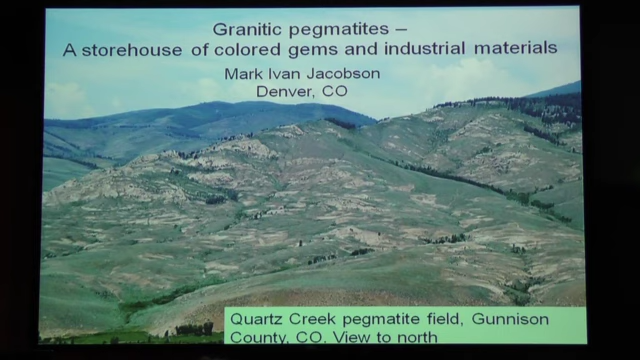 Granitic pegmatites –
A storehouse of colored gems and industrial materials
Mark Ivan Jacobson
Denver, CO
Quartz Creek pegmatite field, Gunnison
County, CO. View to north